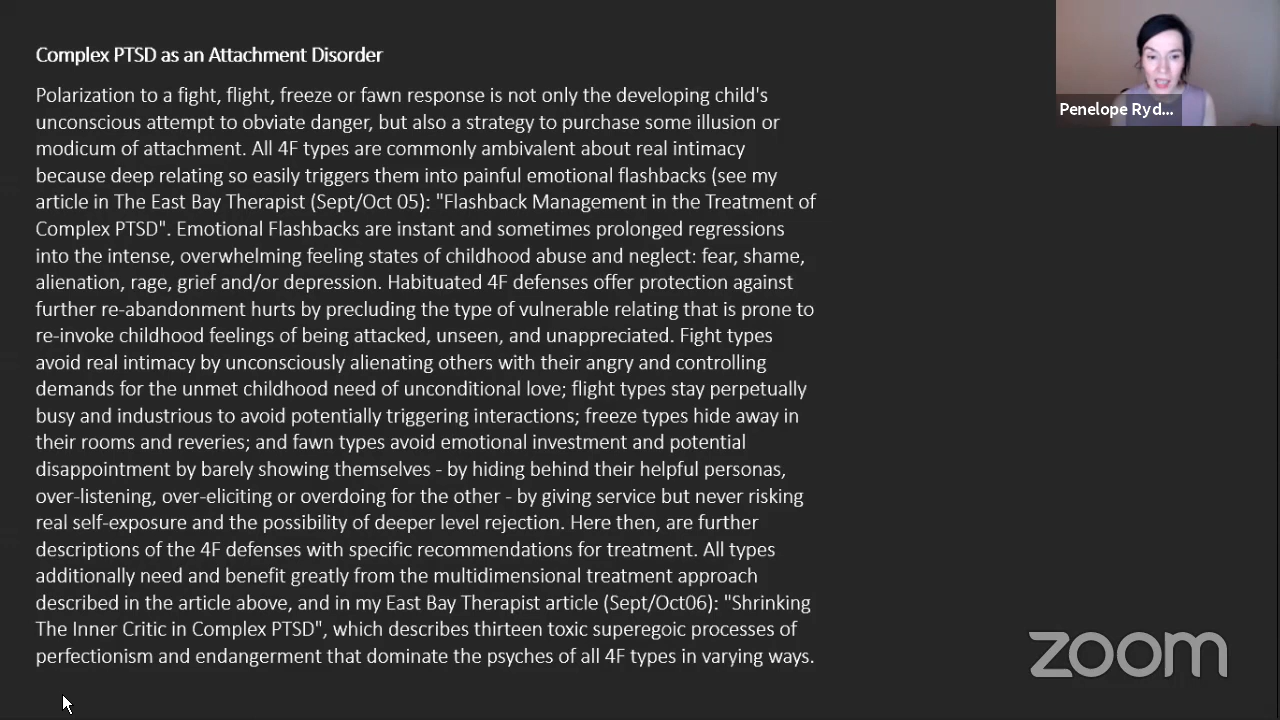 Complex PTSD as an Attachment Disorder
Polarization to a fight, flight, freeze or fawn response is not only the developing child's
unconscious attempt to obviate danger, but also a strategy to purchase some illusion or
modicum of attachment. All 4F types are commonly ambivalent about real intimacy
because deep relating so easily triggers them into painful emotional flashbacks (see my
article in The East Bay Therapist (Sept/Oct 05): "Flashback Management in the Treatment of
Complex PTSD". Emotional Flashbacks are instant and sometimes prolonged regressions
into the intense, overwhelming feeling states of childhood abuse and neglect: fear, shame,
alienation, rage, grief and/or depression. Habituated 4F defenses offer protection against
further re-abandonment hurts by precluding the type of vulnerable relating that is prone to
re-invoke childhood feelings of being attacked, unseen, and unappreciated. Fight types
avoid real intimacy by unconsciously alienating others with their angry and controlling
demands for the unmet childhood need of unconditional love; flight types stay perpetually
busy and industrious to avoid potentially triggering interactions; freeze types hide away in
their rooms and reveries; and fawn types avoid emotional investment and potential
disappointment by barely showing themselves - by hiding behind their helpful personas,
over-listening, over-eliciting or overdoing for the other - by giving service but never risking
real self-exposure and the possibility of deeper level rejection. Here then, are further
descriptions of the 4F defenses with specific recommendations for treatment. All types
additionally need and benefit greatly from the multidimensional treatment approach
described in the article above, and in my East Bay Therapist article (Sept/Oct06): "Shrinking
The Inner Critic in Complex PTSD", which describes thirteen toxic superegoic processes of
perfectionism and endangerment that dominate the psyches of all 4F types in varying ways.
Penelope Ryd...
zoom